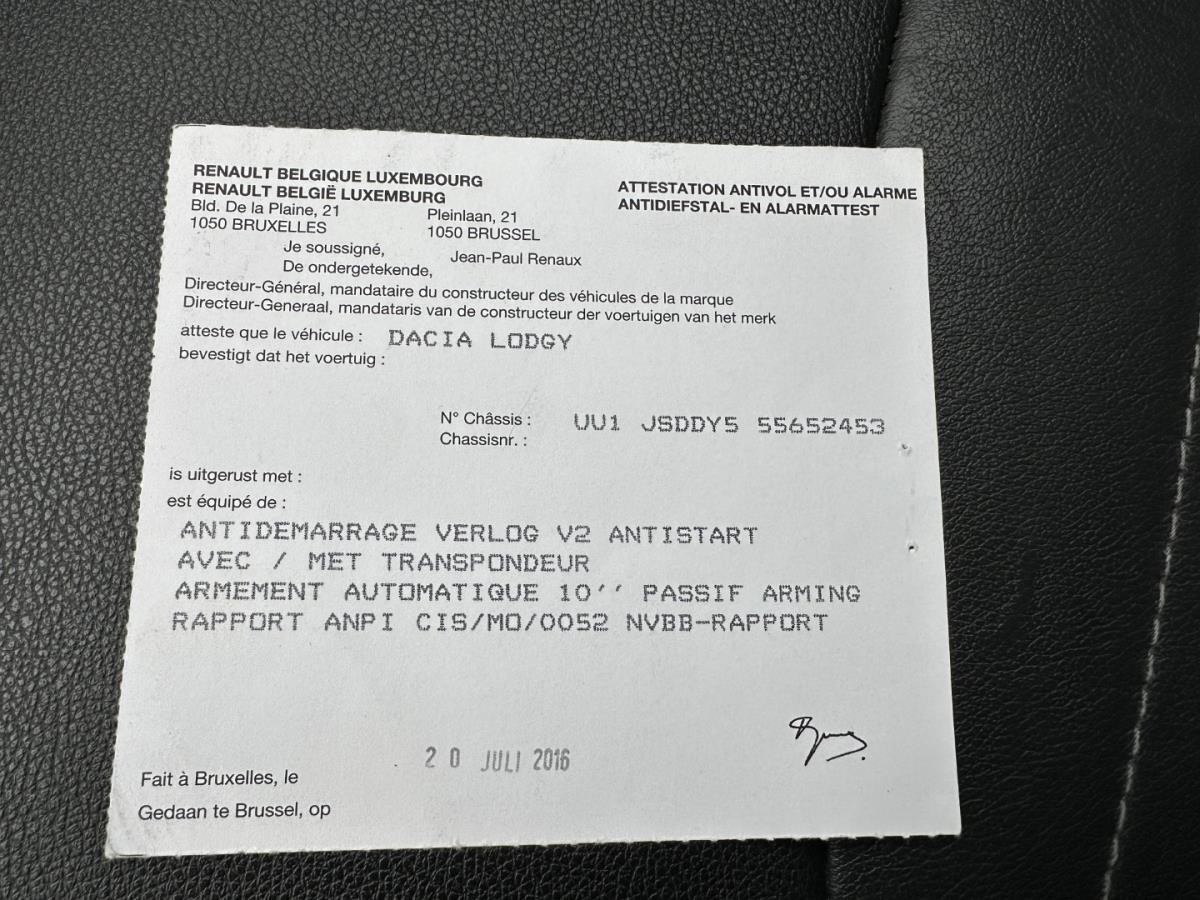 RENAULT BELGIQUE LUXEMBOURG
RENAULT BELGIË LUXEMBURG
Bld. De la Plaine, 21 Pleinlaan, 21
1050 BRUXELLES 1050 BRUSSEL
ATTESTATION ANTIVOL ET/OU ALARME
ANTIDIEFSTAL- EN ALARMATTEST
Je soussigné,
De ondergetekende, Jean-Paul Renaux
Directeur-Général, mandataire du constructeur des véhicules de la marque
Directeur-Generaal, mandataris van de constructeur der voertuigen van het merk
atteste que le véhicule : DACIA LODGY
bevestigt dat het voertuig :
N° Châssis : UU1 JSDDY5 55652453
Chassisnr. :
is uitgerust met :
est équipé de :
ANTIDEMARRAGE VERLOG V2 ANTISTART
AVEC / MET TRANSPONDEUR
ARMEMENT AUTOMATIQUE 10'' PASSIF ARMING
RAPPORT ANPI CIS/MO/0052 NVBB-RAPPORT
20 JULI 2016
Fait à Bruxelles, le
Gedaan te Brussel, op